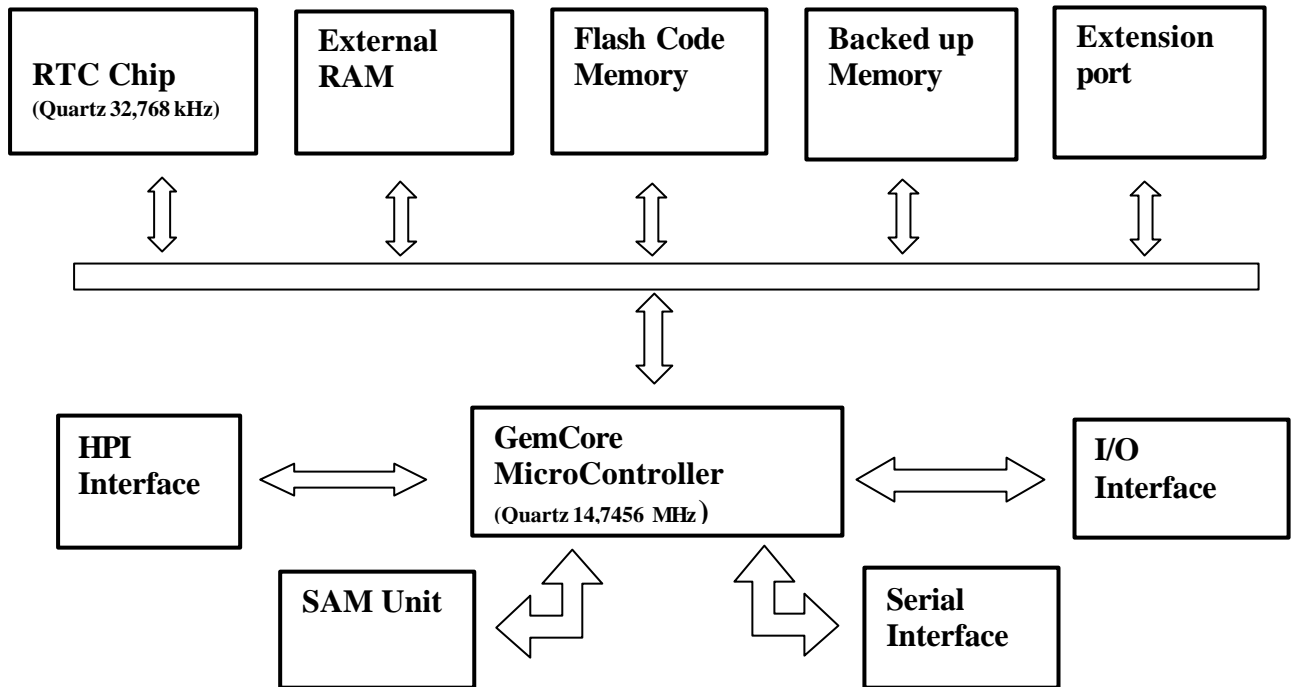 RTC Chip
(Quartz 32,768 kHz)
External
RAM
Flash Code
Memory
Backed up
Memory
Extension
port
HPI
Interface
GemCore
MicroController
(Quartz 14,7456 MHz)
I/O
Interface
SAM Unit
Serial
Interface